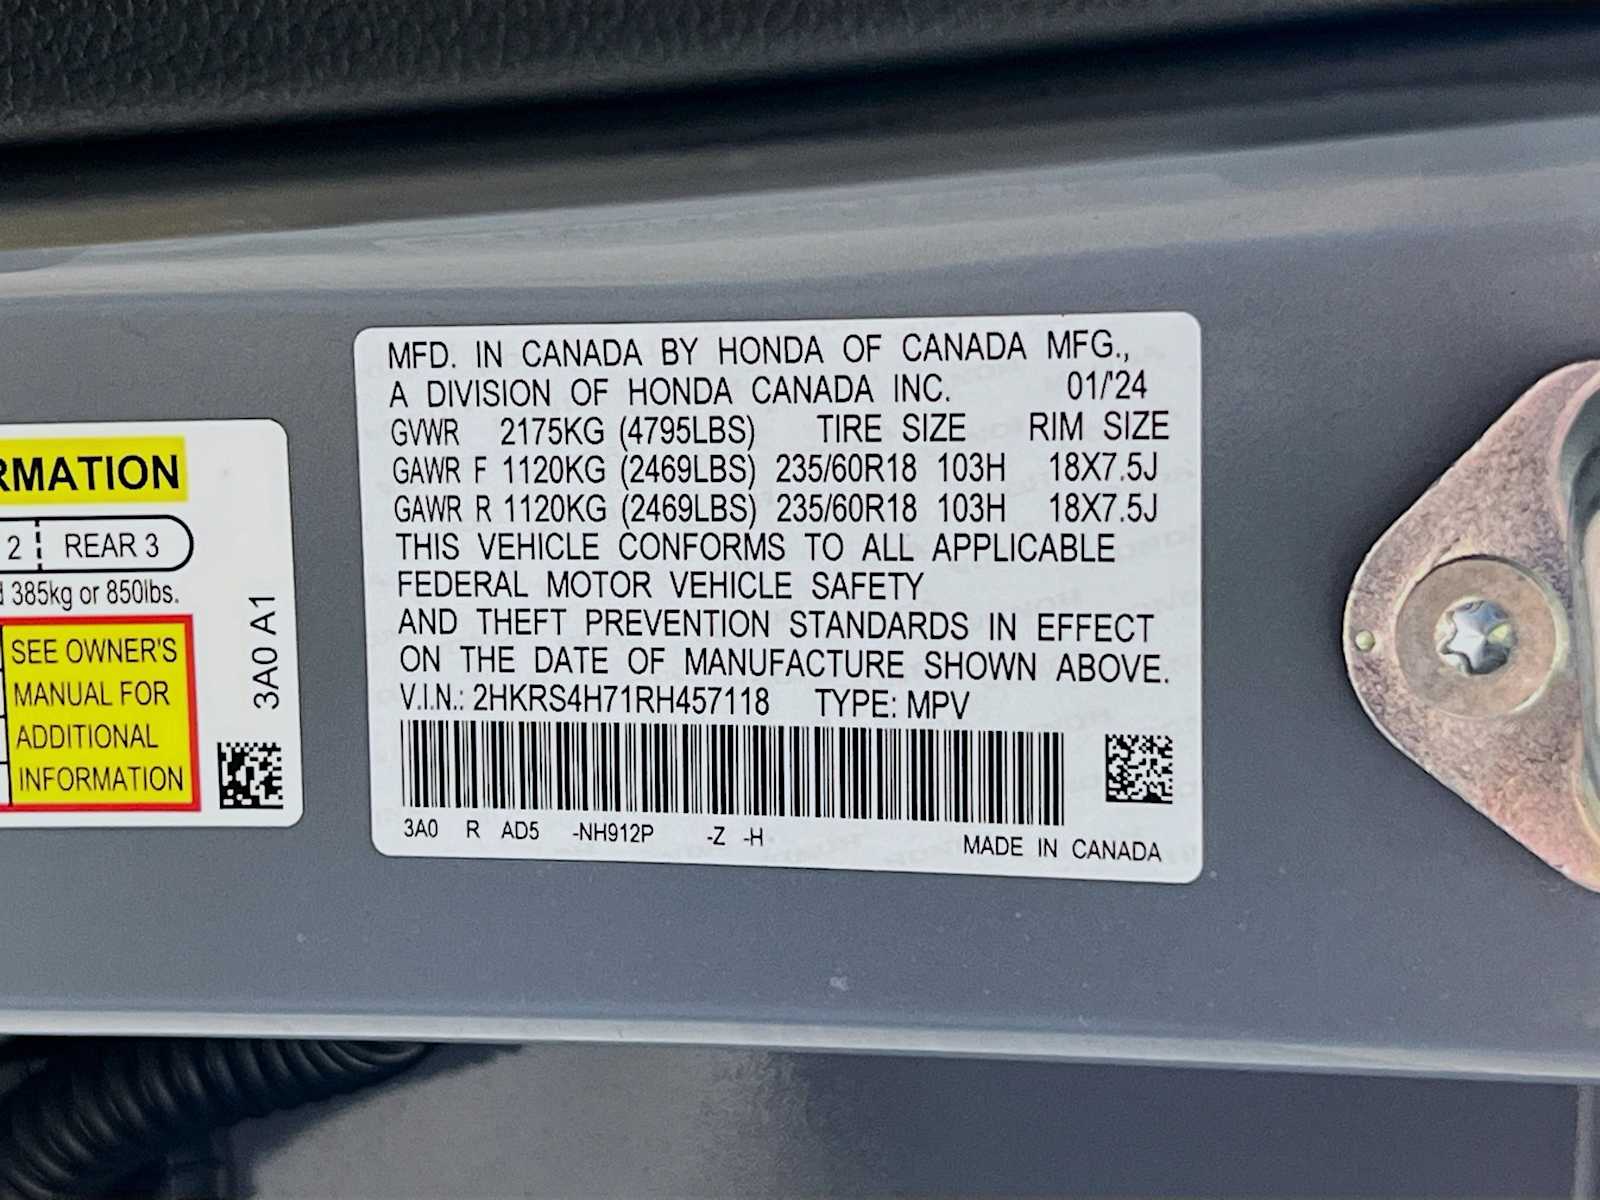 RMATION
2 REAR 3
385kg or 850lbs.
SEE OWNER'S
MANUAL FOR
ADDITIONAL
INFORMATION
3A0 A1
MFD. IN CANADA BY HONDA OF CANADA MFG.,
A DIVISION OF HONDA CANADA INC. 01/'24
GVWR 2175KG (4795LBS) TIRE SIZE RIM SIZE
GAWR F 1120KG (2469LBS) 235/60R18 103H 18X7.5J
GAWR R 1120KG (2469LBS) 235/60R18 103H 18X7.5J
THIS VEHICLE CONFORMS TO ALL APPLICABLE
FEDERAL MOTOR VEHICLE SAFETY
AND THEFT PREVENTION STANDARDS IN EFFECT
ON THE DATE OF MANUFACTURE SHOWN ABOVE.
V.I.N.: 2HKRS4H71RH457118 TYPE: MPV
3A0 R AD5 -NH912P -Z -H
MADE IN CANADA